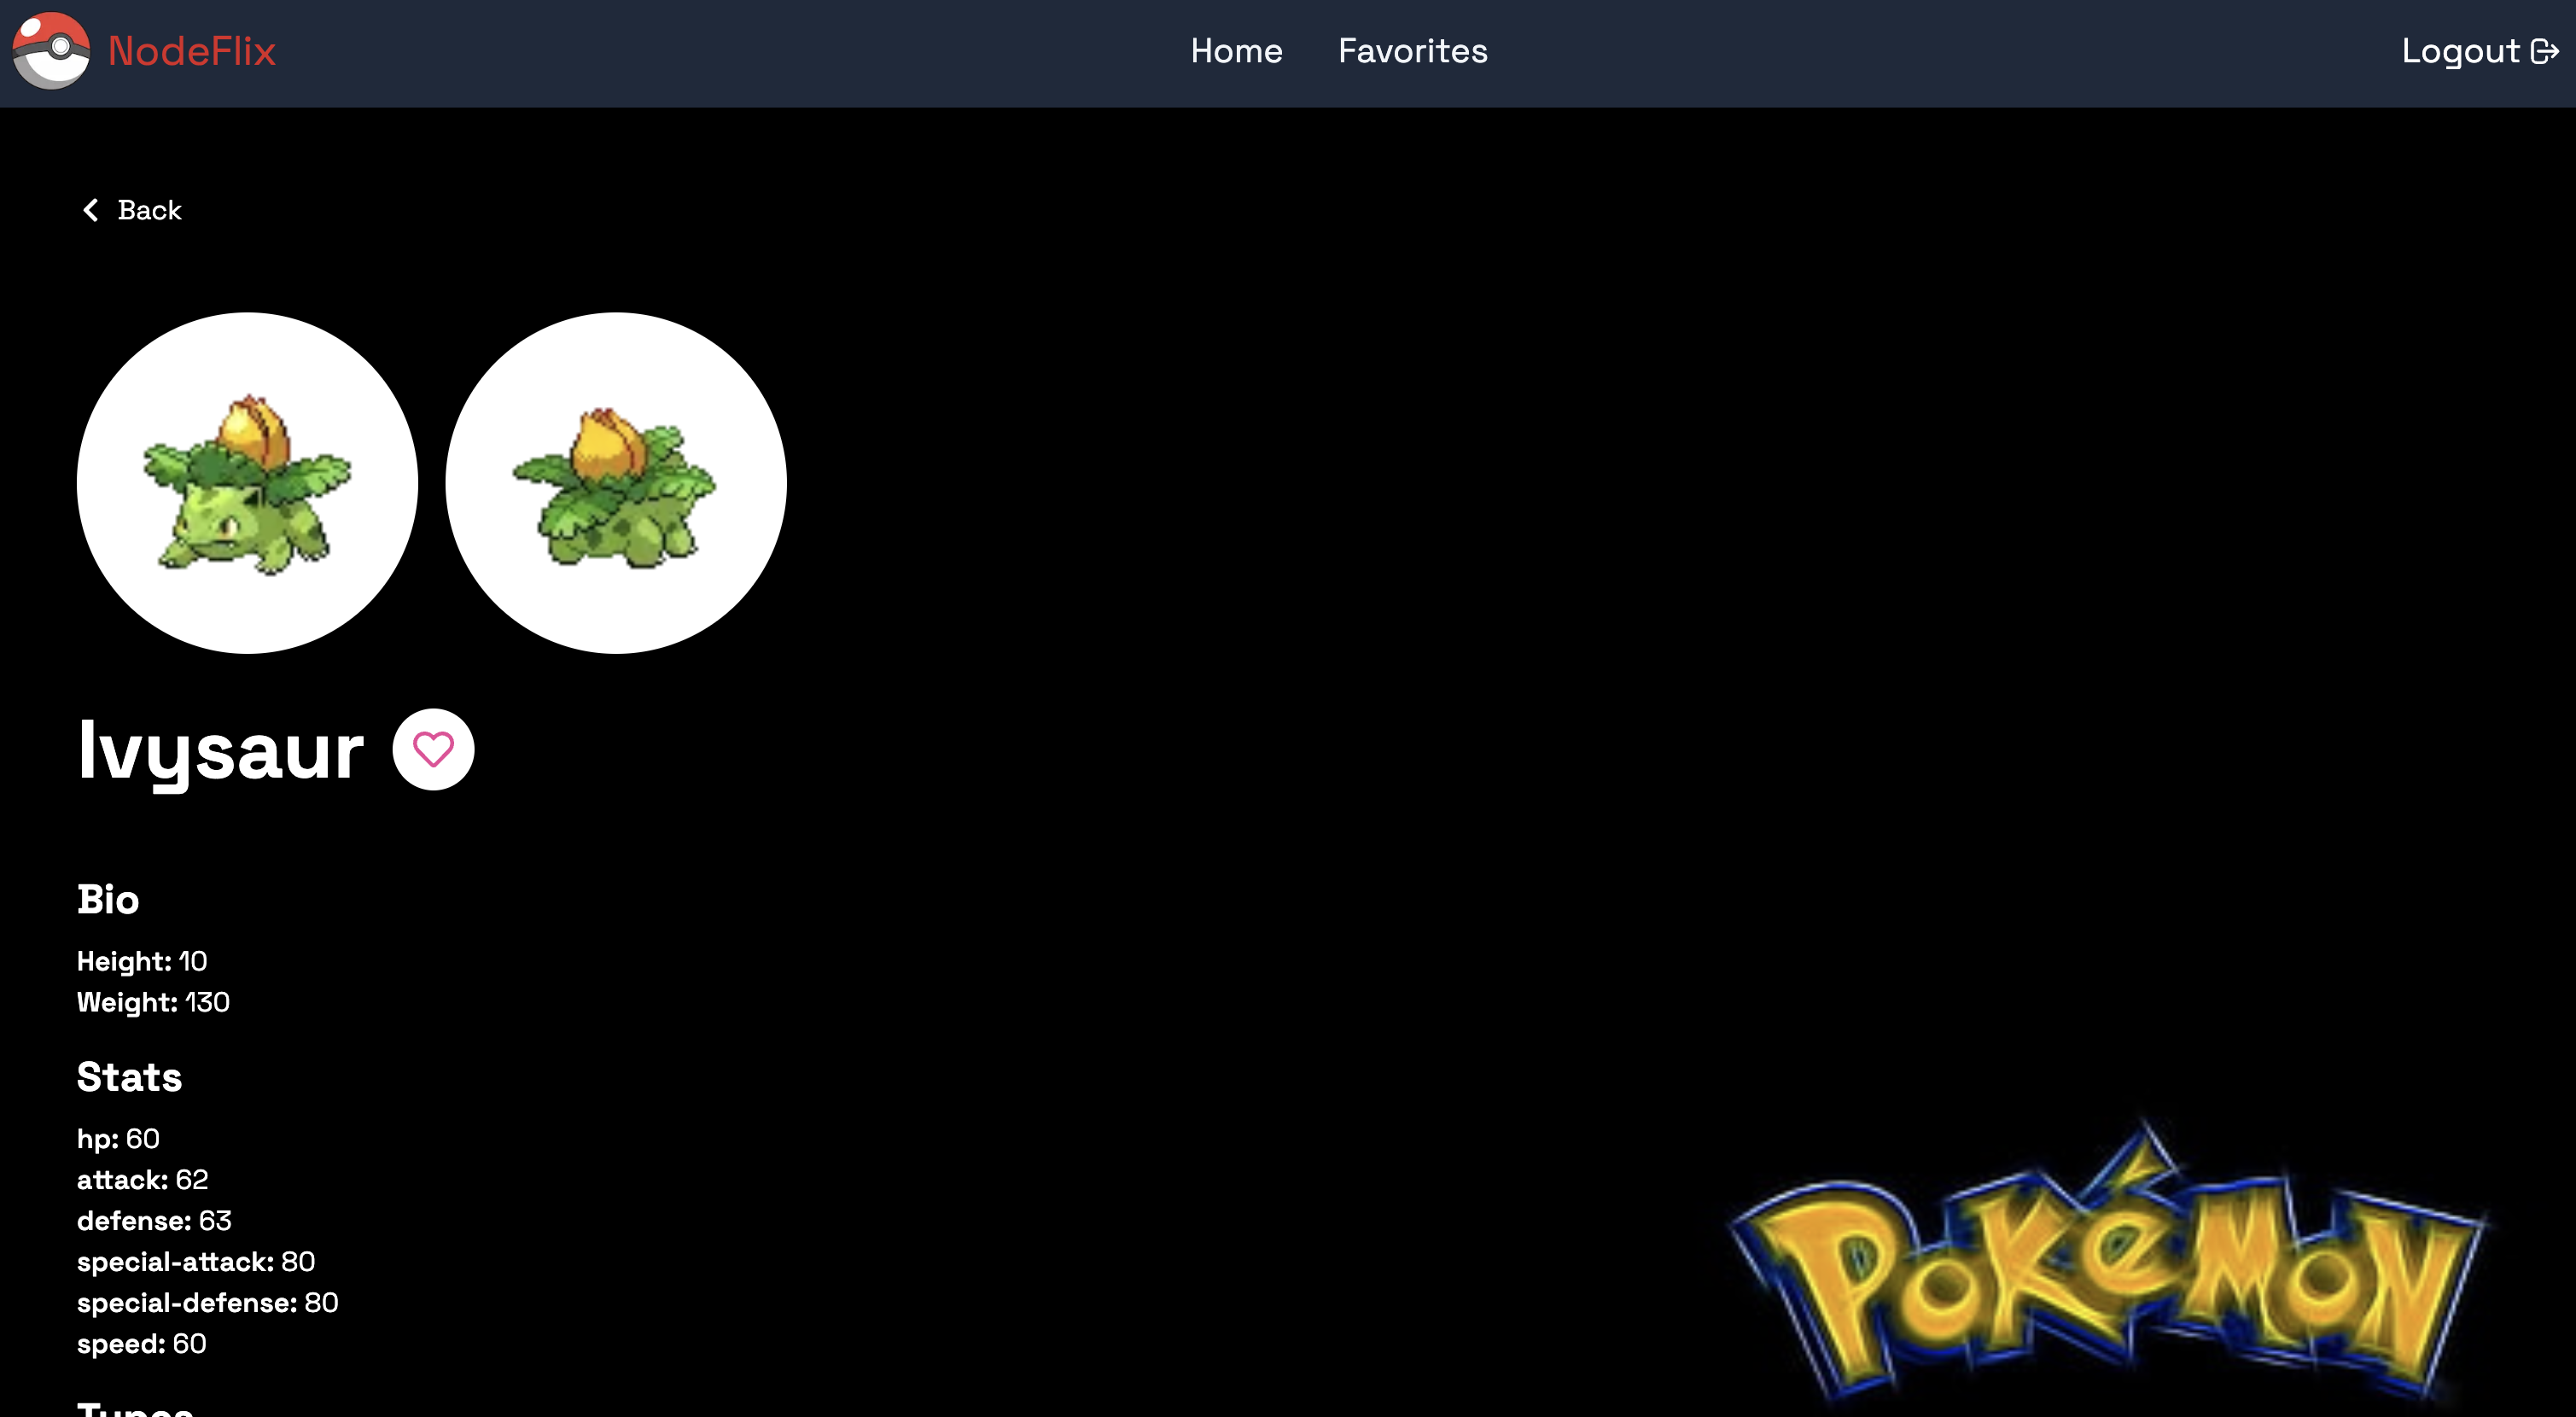 NodeFlix
Home
Favorites
Logout
Back
Ivysaur
Bio
Height: 10
Weight: 130
Stats
hp: 60
attack: 62
defense: 63
special-attack: 80
special-defense: 80
speed: 60
Types
POKéMON